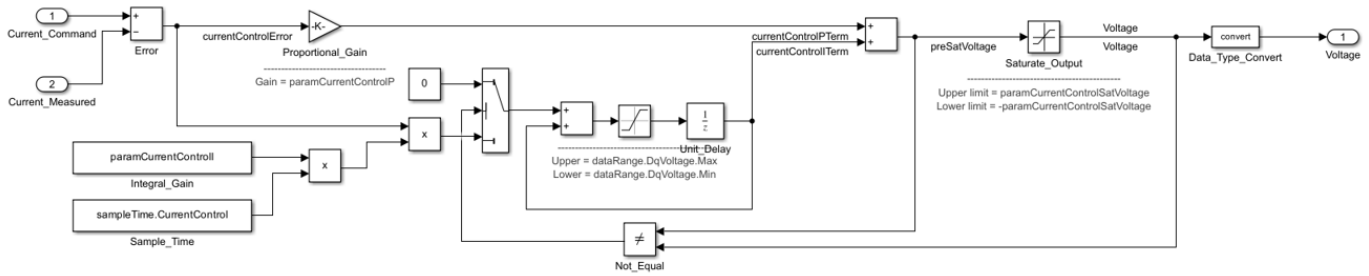 1
Current_Command
2
Current_Measured
+
−
Error
currentControlError
-K-
Proportional_Gain
--------------------------------
Gain = paramCurrentControlP
paramCurrentControlI
Integral_Gain
sampleTime.CurrentControl
Sample_Time
x
x
0
+
+
1
z
Unit_Delay
--------------------------------
Upper = dataRange.DqVoltage.Max
Lower = dataRange.DqVoltage.Min
≠
Not_Equal
currentControlPTerm
currentControlITerm
+
+
preSatVoltage
Saturate_Output
--------------------------------
Upper limit = paramCurrentControlSatVoltage
Lower limit = -paramCurrentControlSatVoltage
Voltage
Voltage
convert
Data_Type_Convert
1
Voltage